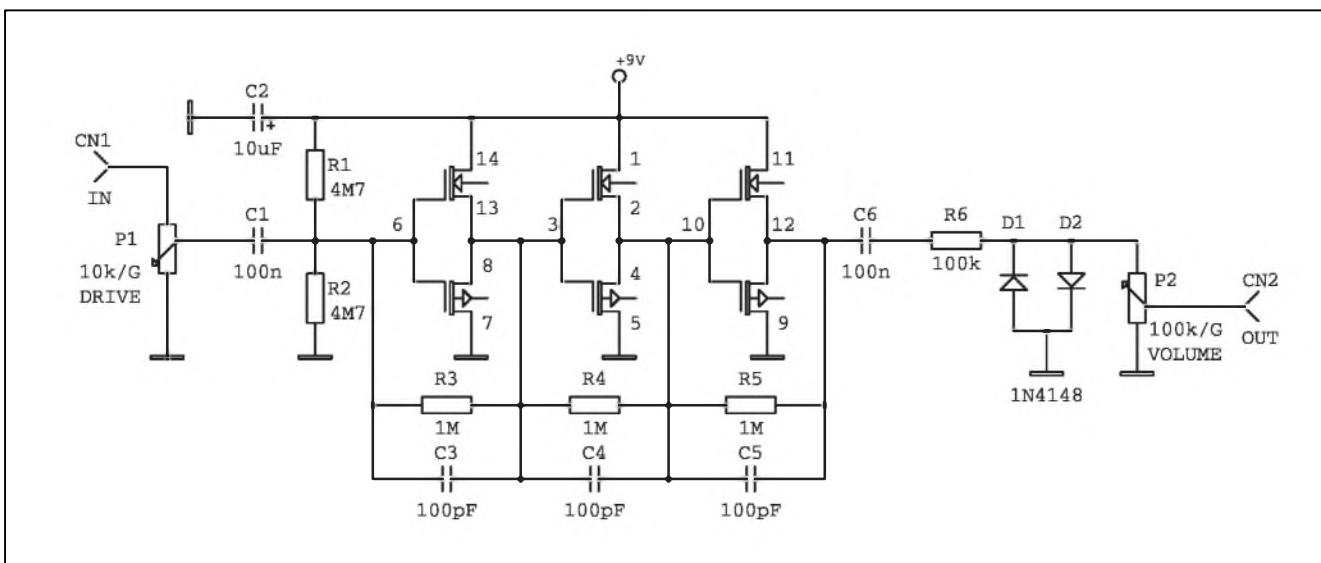 +9V
C2
10uF
CN1
IN
R1
4M7
P1
10k/G
DRIVE
C1
100n
R2
4M7
14
13
6
8
7
1
2
3
4
5
11
10
12
9
C6
100n
R6
100k
D1
D2
1N4148
P2
100k/G
VOLUME
CN2
OUT
R3
1M
C3
100pF
R4
1M
C4
100pF
R5
1M
C5
100pF